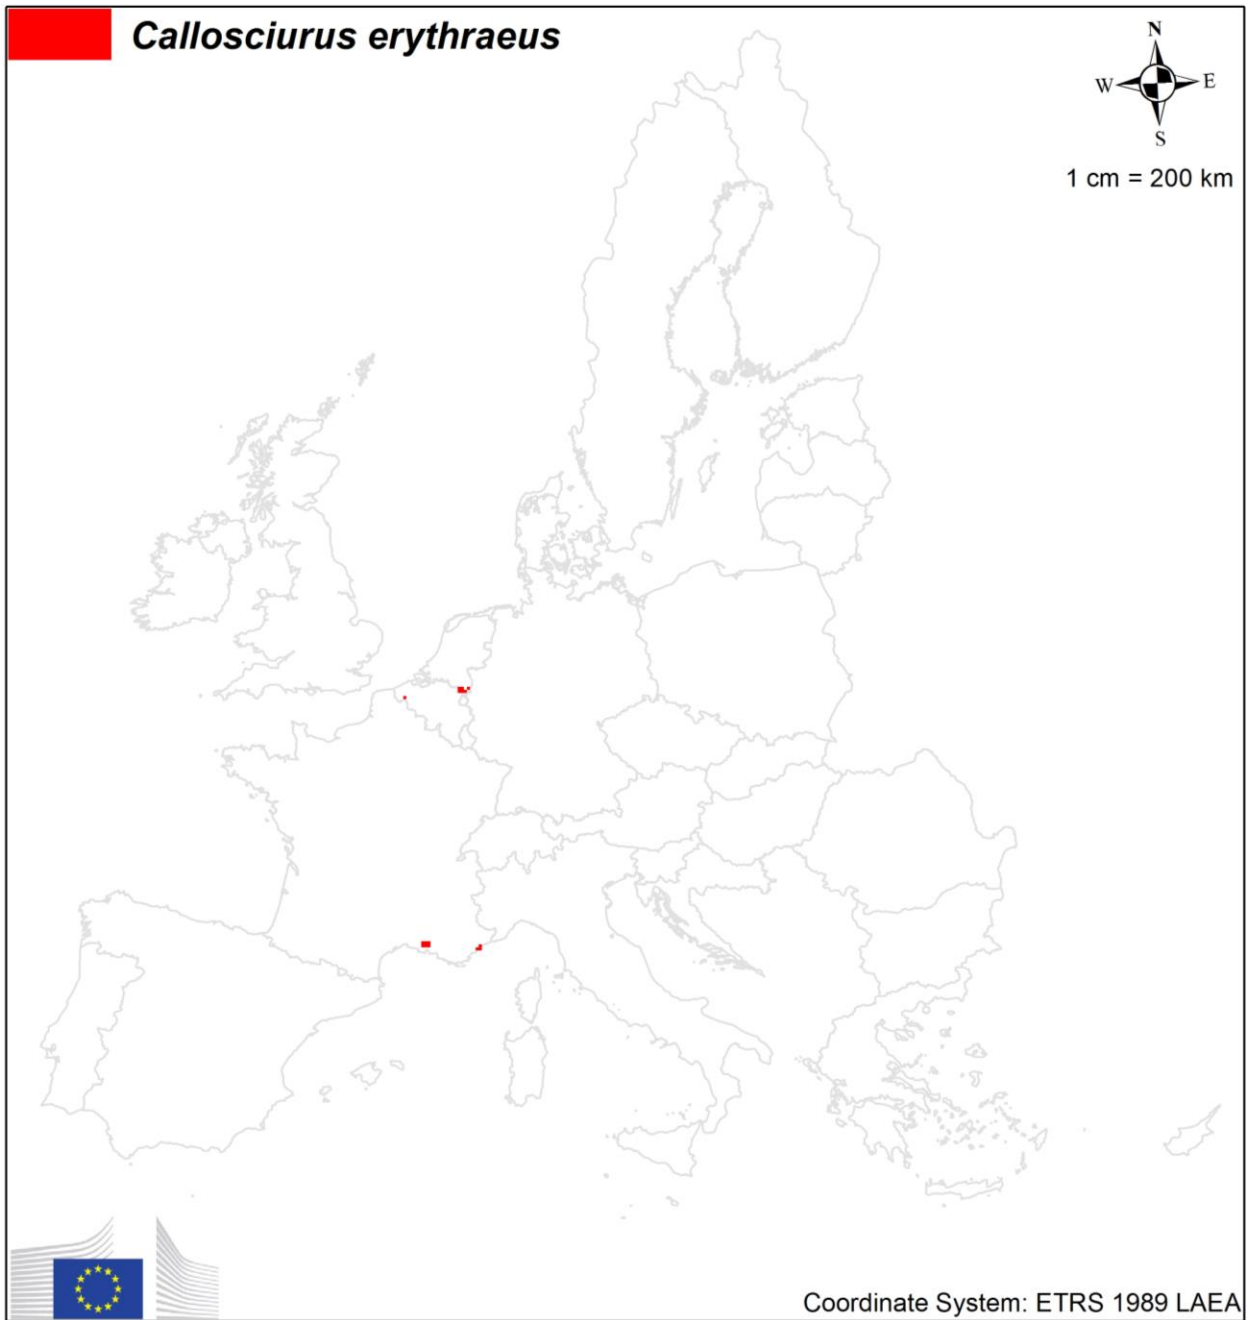 Callosciurus erythraeus
N
W E
S
1 cm = 200 km
Coordinate System: ETRS 1989 LAEA